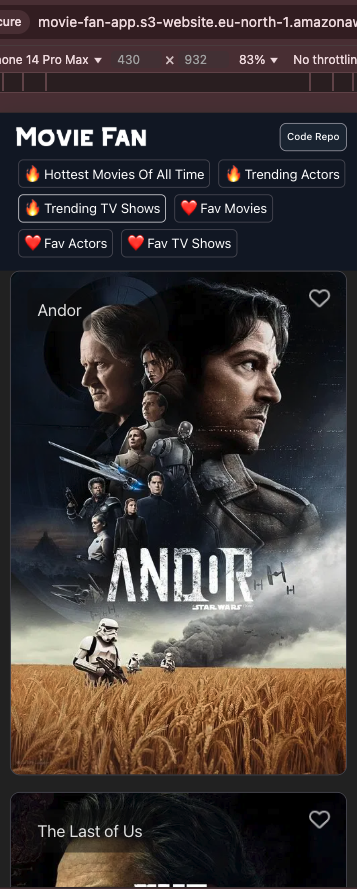 cure movie-fan-app.s3-website.eu-north-1.amazonaw
one 14 Pro Max 430 × 932 83% No throttlin
MOVIE FAN Code Repo
🔥 Hottest Movies Of All Time 🔥 Trending Actors
🔥 Trending TV Shows ❤️ Fav Movies
❤️ Fav Actors ❤️ Fav TV Shows
Andor
ANDOR
STAR WARS
The Last of Us